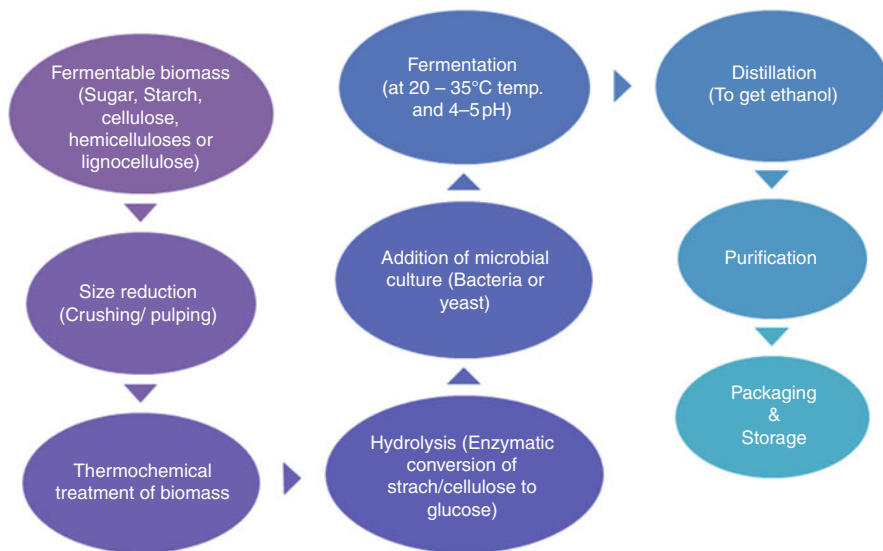 Fermentable biomass
(Sugar, Starch,
cellulose,
hemicelluloses or
lignocellulose)
Size reduction
(Crushing/ pulping)
Thermochemical
treatment of biomass
Hydrolysis (Enzymatic
conversion of
strach/cellulose to
glucose)
Addition of microbial
culture (Bacteria or
yeast)
Fermentation
(at 20 – 35°C temp.
and 4–5 pH)
Distillation
(To get ethanol)
Purification
Packaging
&
Storage